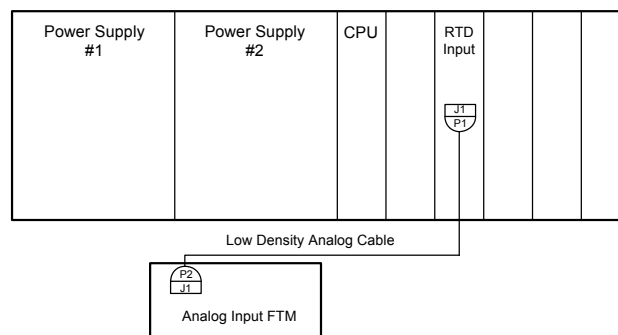 Power Supply
#1
Power Supply
#2
CPU
RTD
Input
J1
P1
Low Density Analog Cable
P2
J1
Analog Input FTM